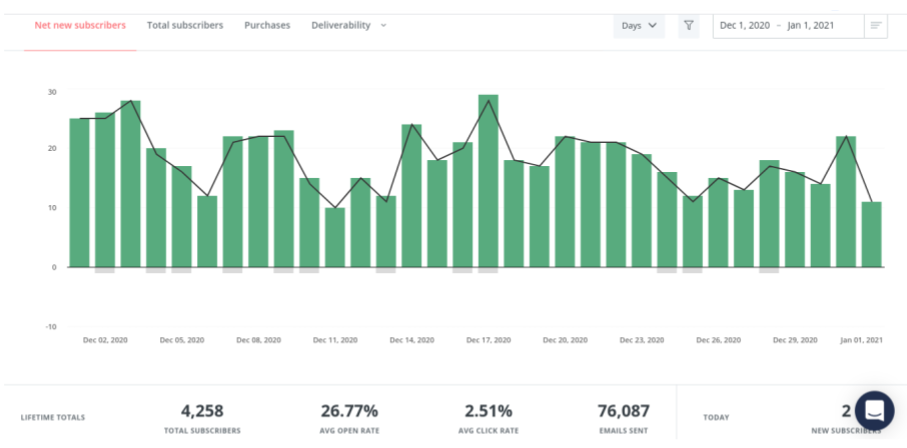 Net new subscribers Total subscribers Purchases Deliverability Days Dec 1, 2020 – Jan 1, 2021
30
20
10
0
-10
Dec 02, 2020 Dec 05, 2020 Dec 08, 2020 Dec 11, 2020 Dec 14, 2020 Dec 17, 2020 Dec 20, 2020 Dec 23, 2020 Dec 26, 2020 Dec 29, 2020 Jan 01, 2021
4,258 26.77% 2.51% 76,087 2
LIFETIME TOTALS TODAY
TOTAL SUBSCRIBERS AVG OPEN RATE AVG CLICK RATE EMAILS SENT NEW SUBSCRIBERS